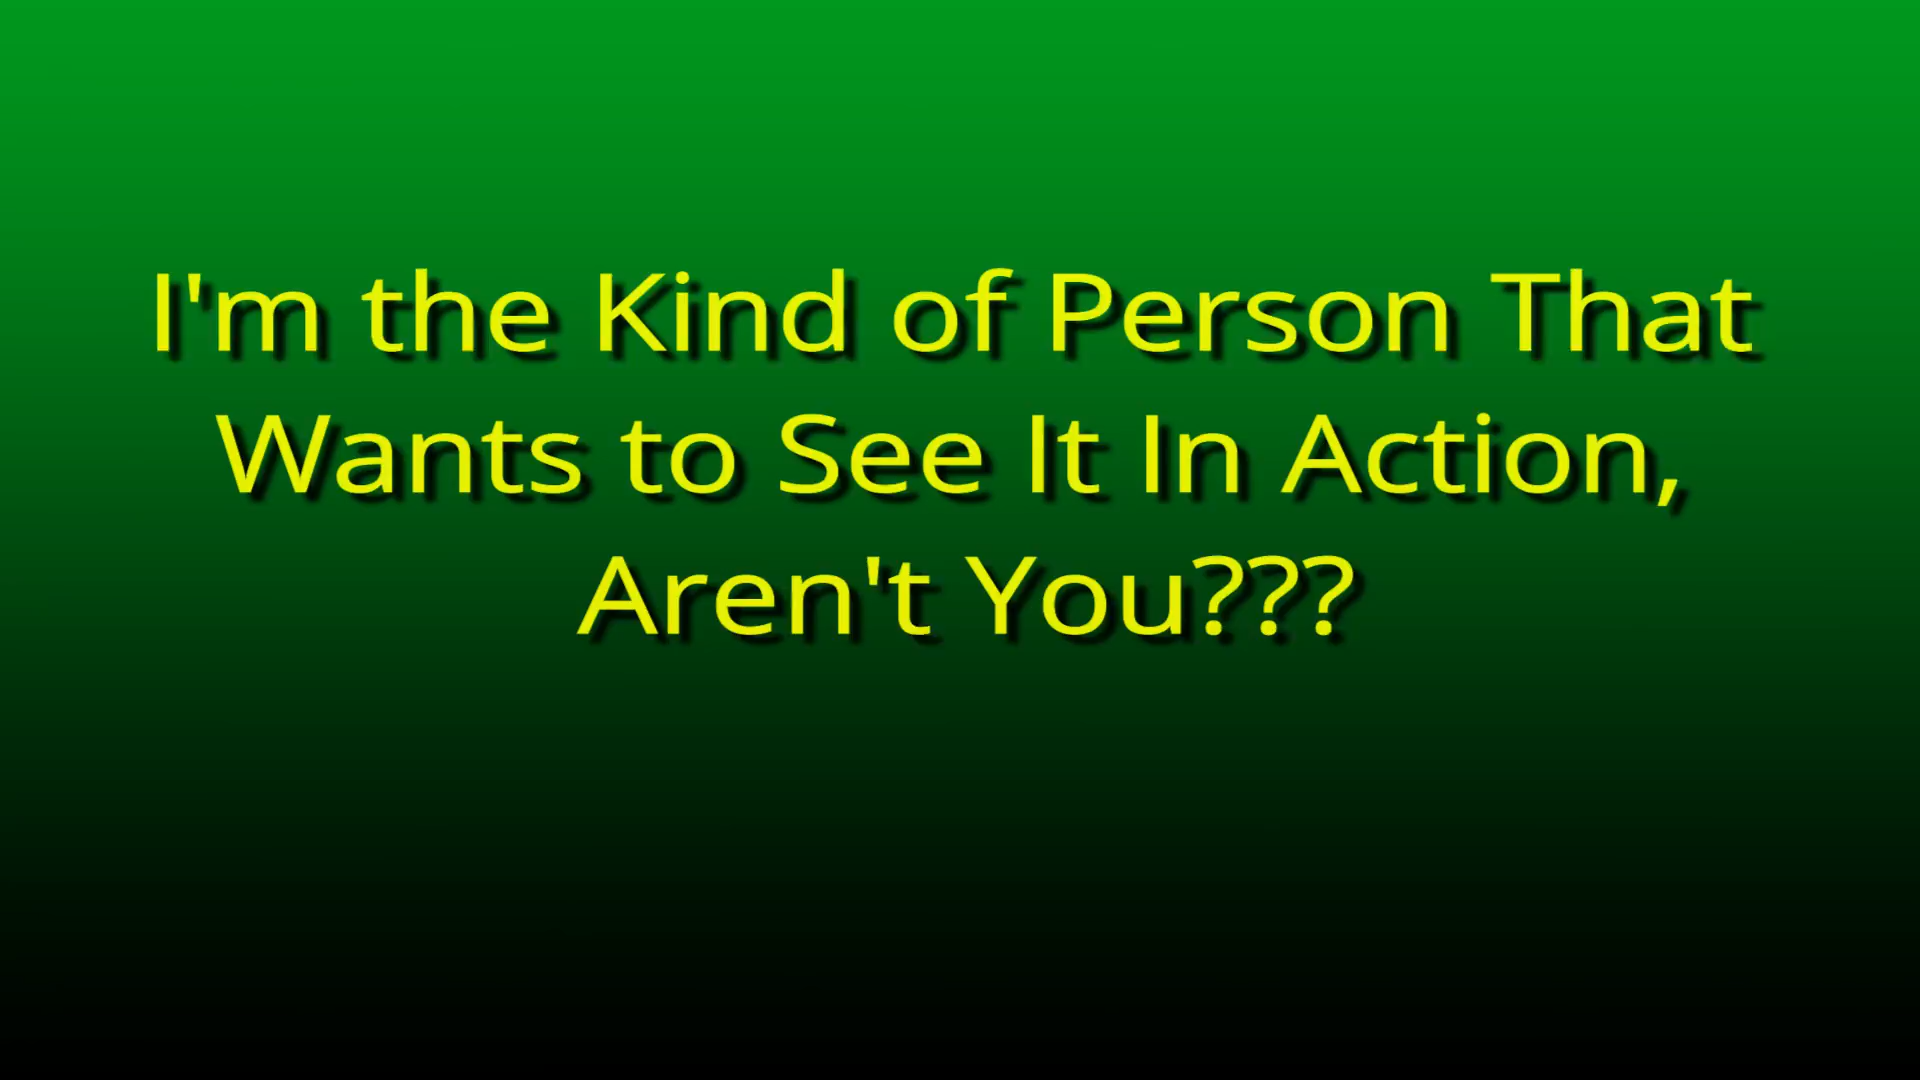 I'm the Kind of Person That
Wants to See It In Action,
Aren't You???